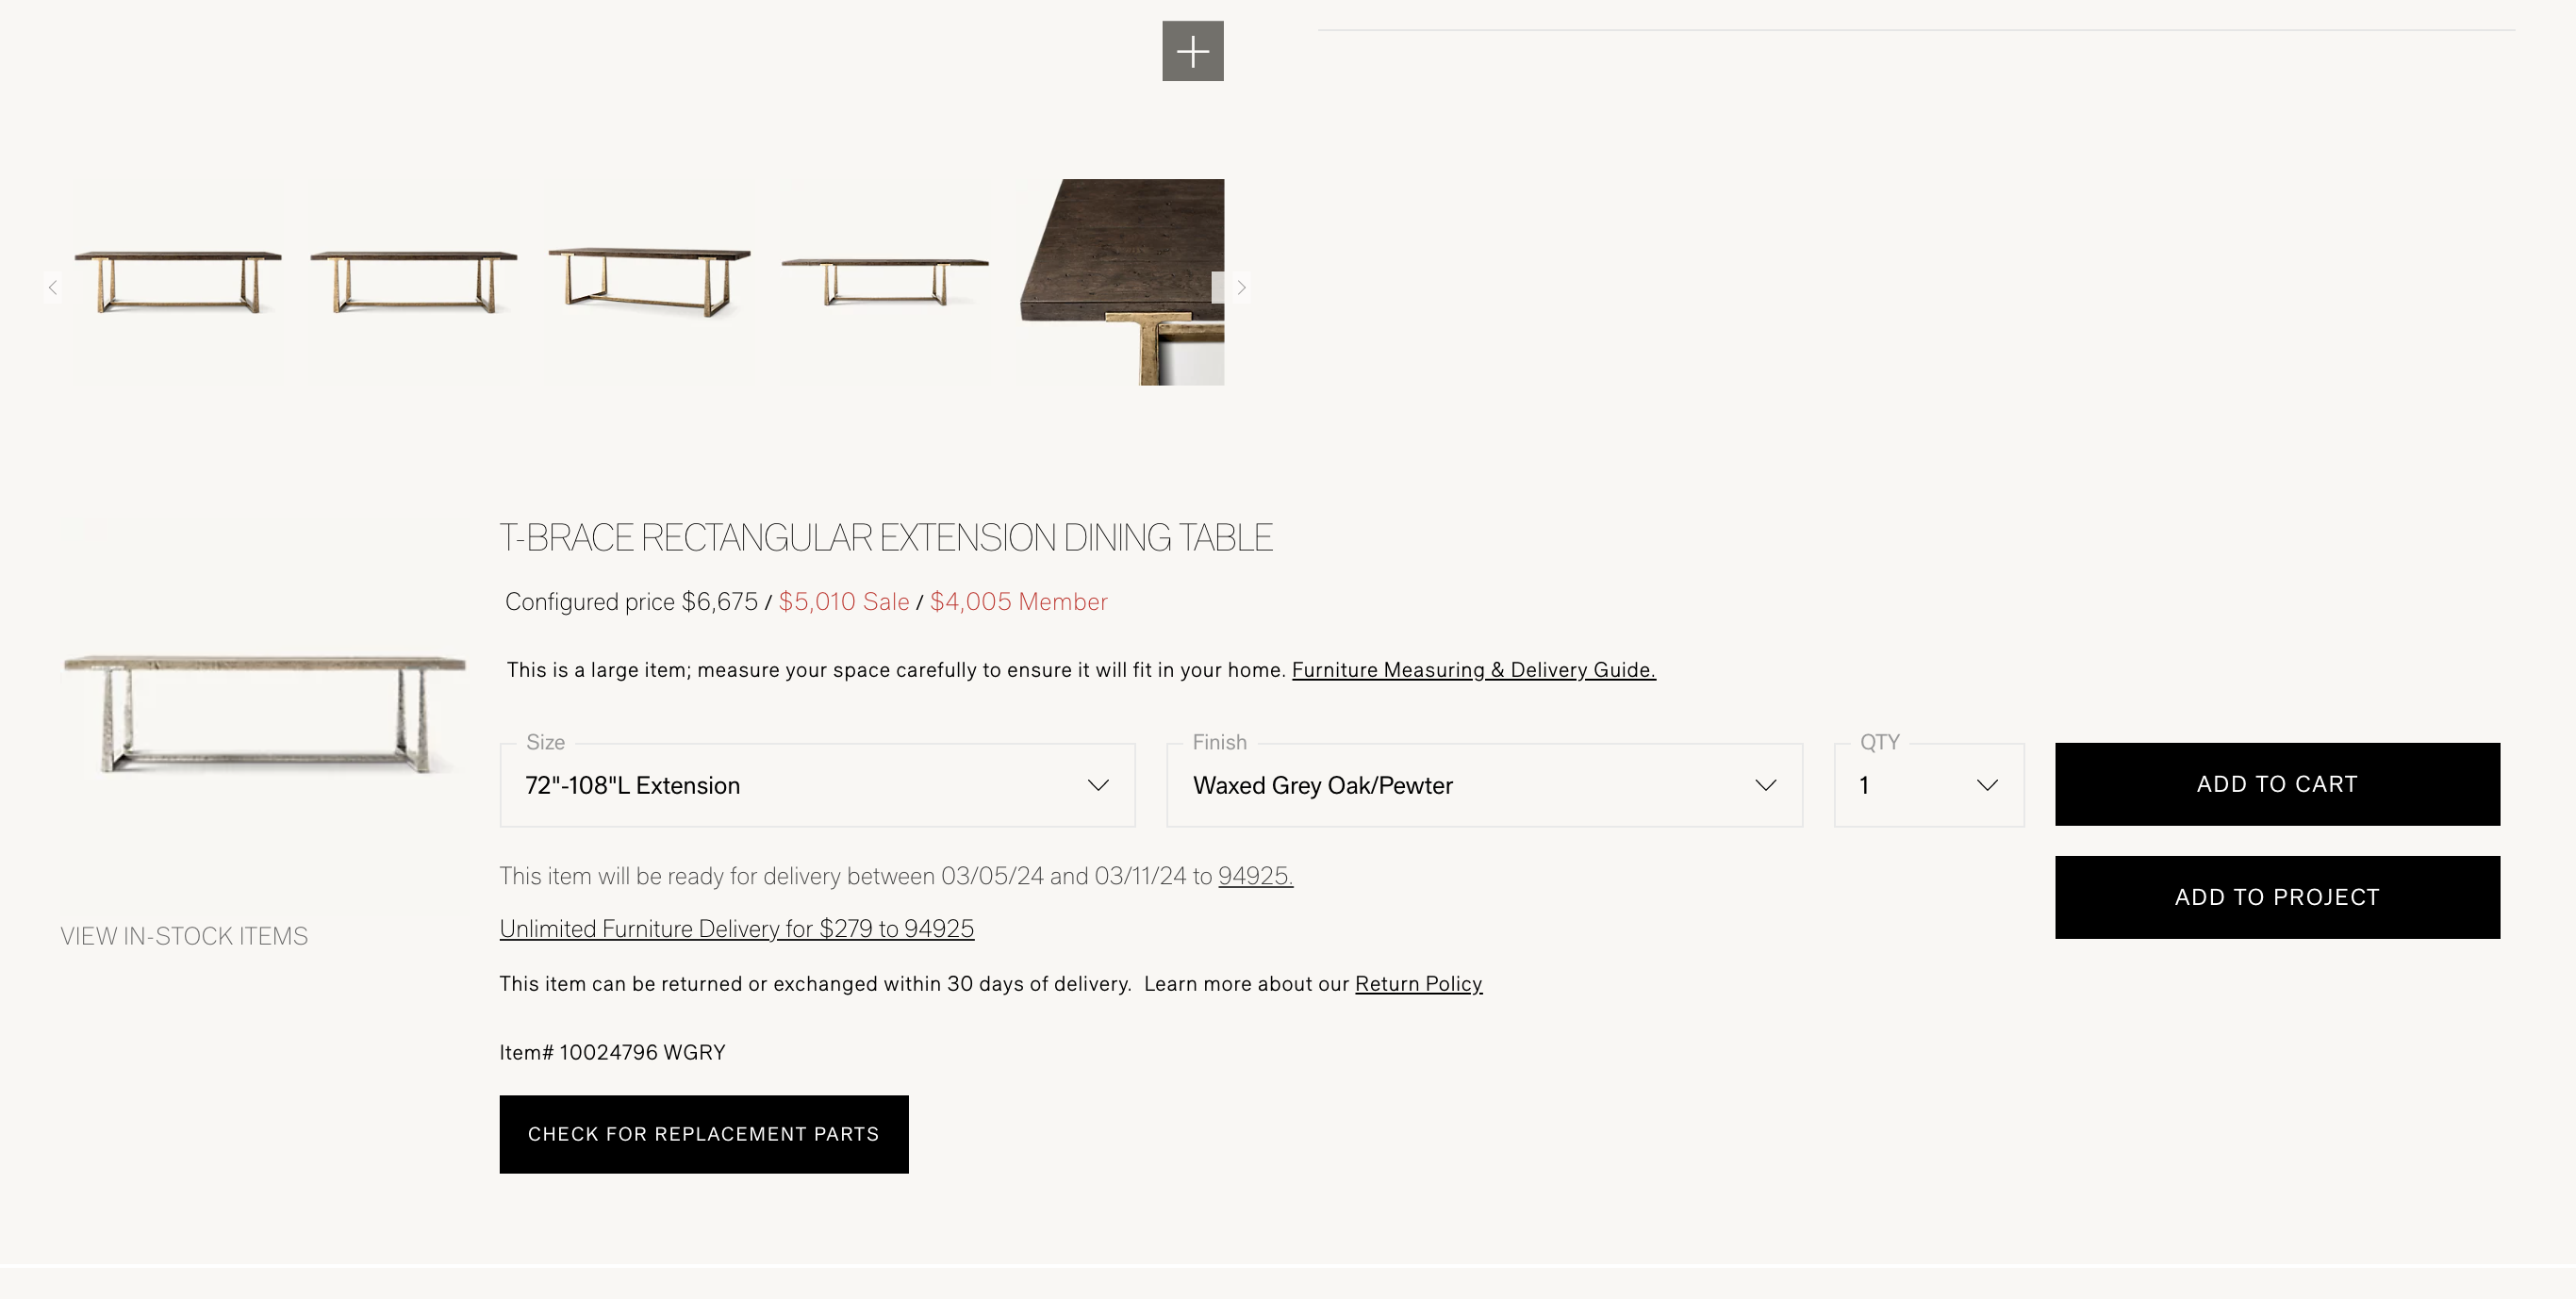 T-BRACE RECTANGULAR EXTENSION DINING TABLE
Configured price $6,675 / $5,010 Sale / $4,005 Member
This is a large item; measure your space carefully to ensure it will fit in your home. Furniture Measuring & Delivery Guide.
Size
72"-108"L Extension
Finish
Waxed Grey Oak/Pewter
QTY
1
ADD TO CART
ADD TO PROJECT
This item will be ready for delivery between 03/05/24 and 03/11/24 to 94925.
Unlimited Furniture Delivery for $279 to 94925
VIEW IN-STOCK ITEMS
This item can be returned or exchanged within 30 days of delivery. Learn more about our Return Policy
Item# 10024796 WGRY
CHECK FOR REPLACEMENT PARTS